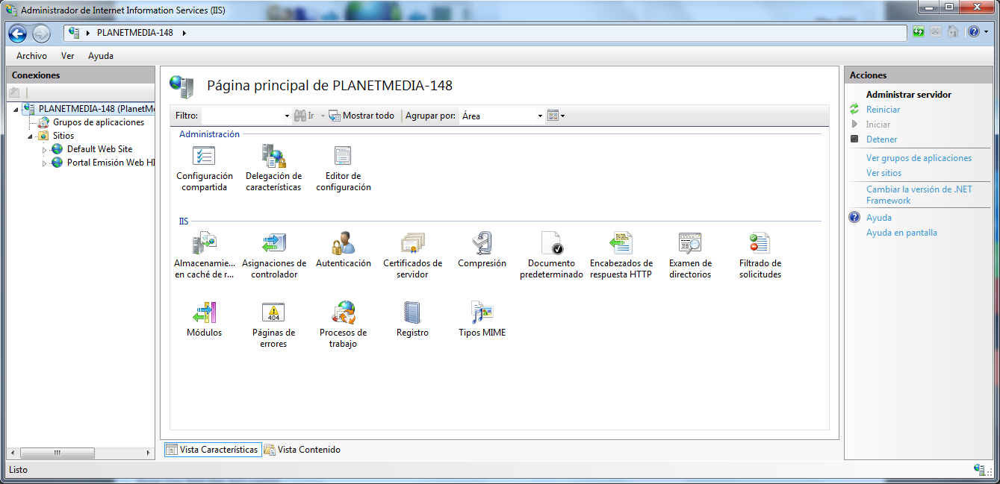 Administrador de Internet Information Services (IIS)
PLANETMEDIA-148
Archivo Ver Ayuda
Conexiones
PLANETMEDIA-148 (PlanetMe
Grupos de aplicaciones
Sitios
Default Web Site
Portal Emisión Web HI
Página principal de PLANETMEDIA-148
Filtro: Ir Mostrar todo Agrupar por: Área
Administración
Configuración
compartida
Delegación de
características
Editor de
configuración
IIS
Almacenamie...
en caché de r...
Asignaciones de
controlador
Autenticación
Certificados de
servidor
Compresión
Documento
predeterminado
Encabezados de
respuesta HTTP
Examen de
directorios
Filtrado de
solicitudes
Módulos
404
Páginas de
errores
Procesos de
trabajo
Registro
Tipos MIME
Vista Características Vista Contenido
Acciones
Administrar servidor
Reiniciar
Iniciar
Detener
Ver grupos de aplicaciones
Ver sitios
Cambiar la versión de .NET
Framework
Ayuda
Ayuda en pantalla
Listo